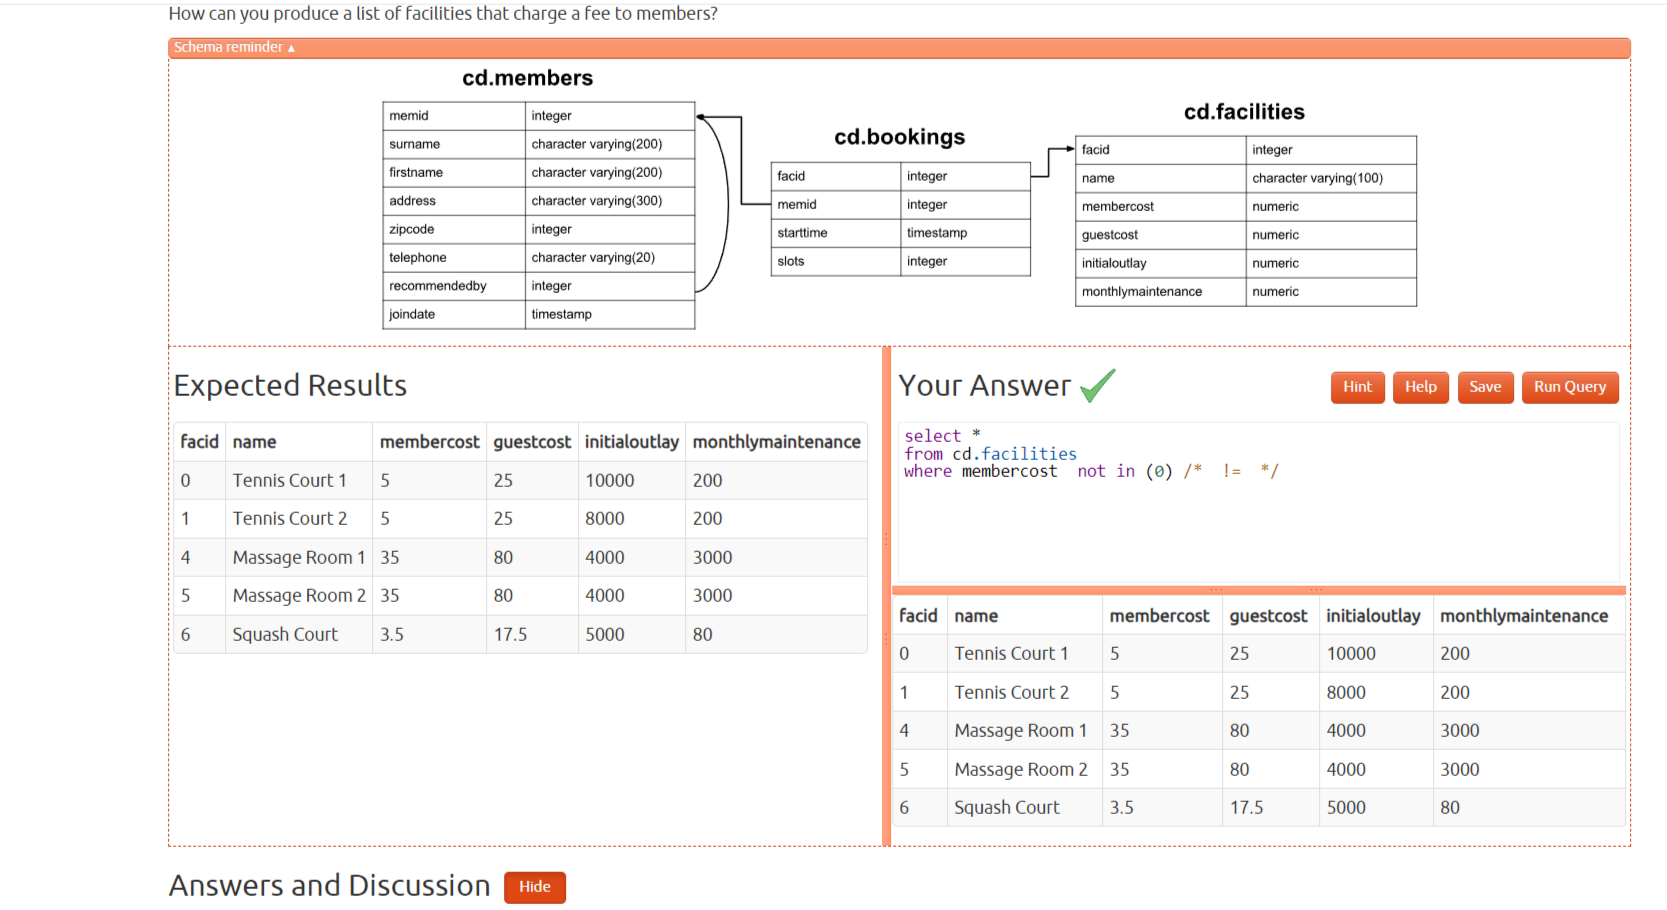 How can you produce a list of facilities that charge a fee to members?
Schema reminder ▲
cd.members
memid integer
surname character varying(200)
firstname character varying(200)
address character varying(300)
zipcode integer
telephone character varying(20)
recommendedby integer
joindate timestamp
cd.bookings
facid integer
memid integer
starttime timestamp
slots integer
cd.facilities
facid integer
name character varying(100)
membercost numeric
guestcost numeric
initialoutlay numeric
monthlymaintenance numeric
Expected Results
facid name membercost guestcost initialoutlay monthlymaintenance
0 Tennis Court 1 5 25 10000 200
1 Tennis Court 2 5 25 8000 200
4 Massage Room 1 35 80 4000 3000
5 Massage Room 2 35 80 4000 3000
6 Squash Court 3.5 17.5 5000 80
Your Answer
Hint Help Save Run Query
select *
from cd.facilities
where membercost  not in (0) /*  !=  */
facid name membercost guestcost initialoutlay monthlymaintenance
0 Tennis Court 1 5 25 10000 200
1 Tennis Court 2 5 25 8000 200
4 Massage Room 1 35 80 4000 3000
5 Massage Room 2 35 80 4000 3000
6 Squash Court 3.5 17.5 5000 80
Answers and Discussion Hide